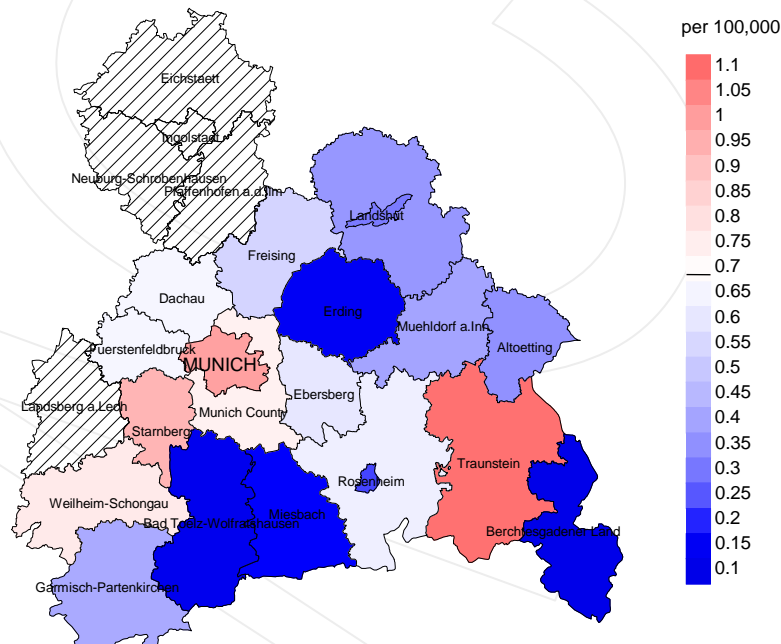 per 100,000
1.1
1.05
1
0.95
0.9
0.85
0.8
0.75
0.7
0.65
0.6
0.55
0.5
0.45
0.4
0.35
0.3
0.25
0.2
0.15
0.1
Eichstaett
Ingolstadt
Neuburg-Schrobenhausen
Pfaffenhofen a.d.Ilm
Landshut
Freising
Dachau
Erding
Muehldorf a.Inn
Altoetting
Fuerstenfeldbruck
MUNICH
Ebersberg
Landsberg a.Lech
Munich County
Starnberg
Traunstein
Rosenheim
Weilheim-Schongau
Miesbach
Bad Toelz-Wolfratshausen
Berchtesgadener Land
Garmisch-Partenkirchen